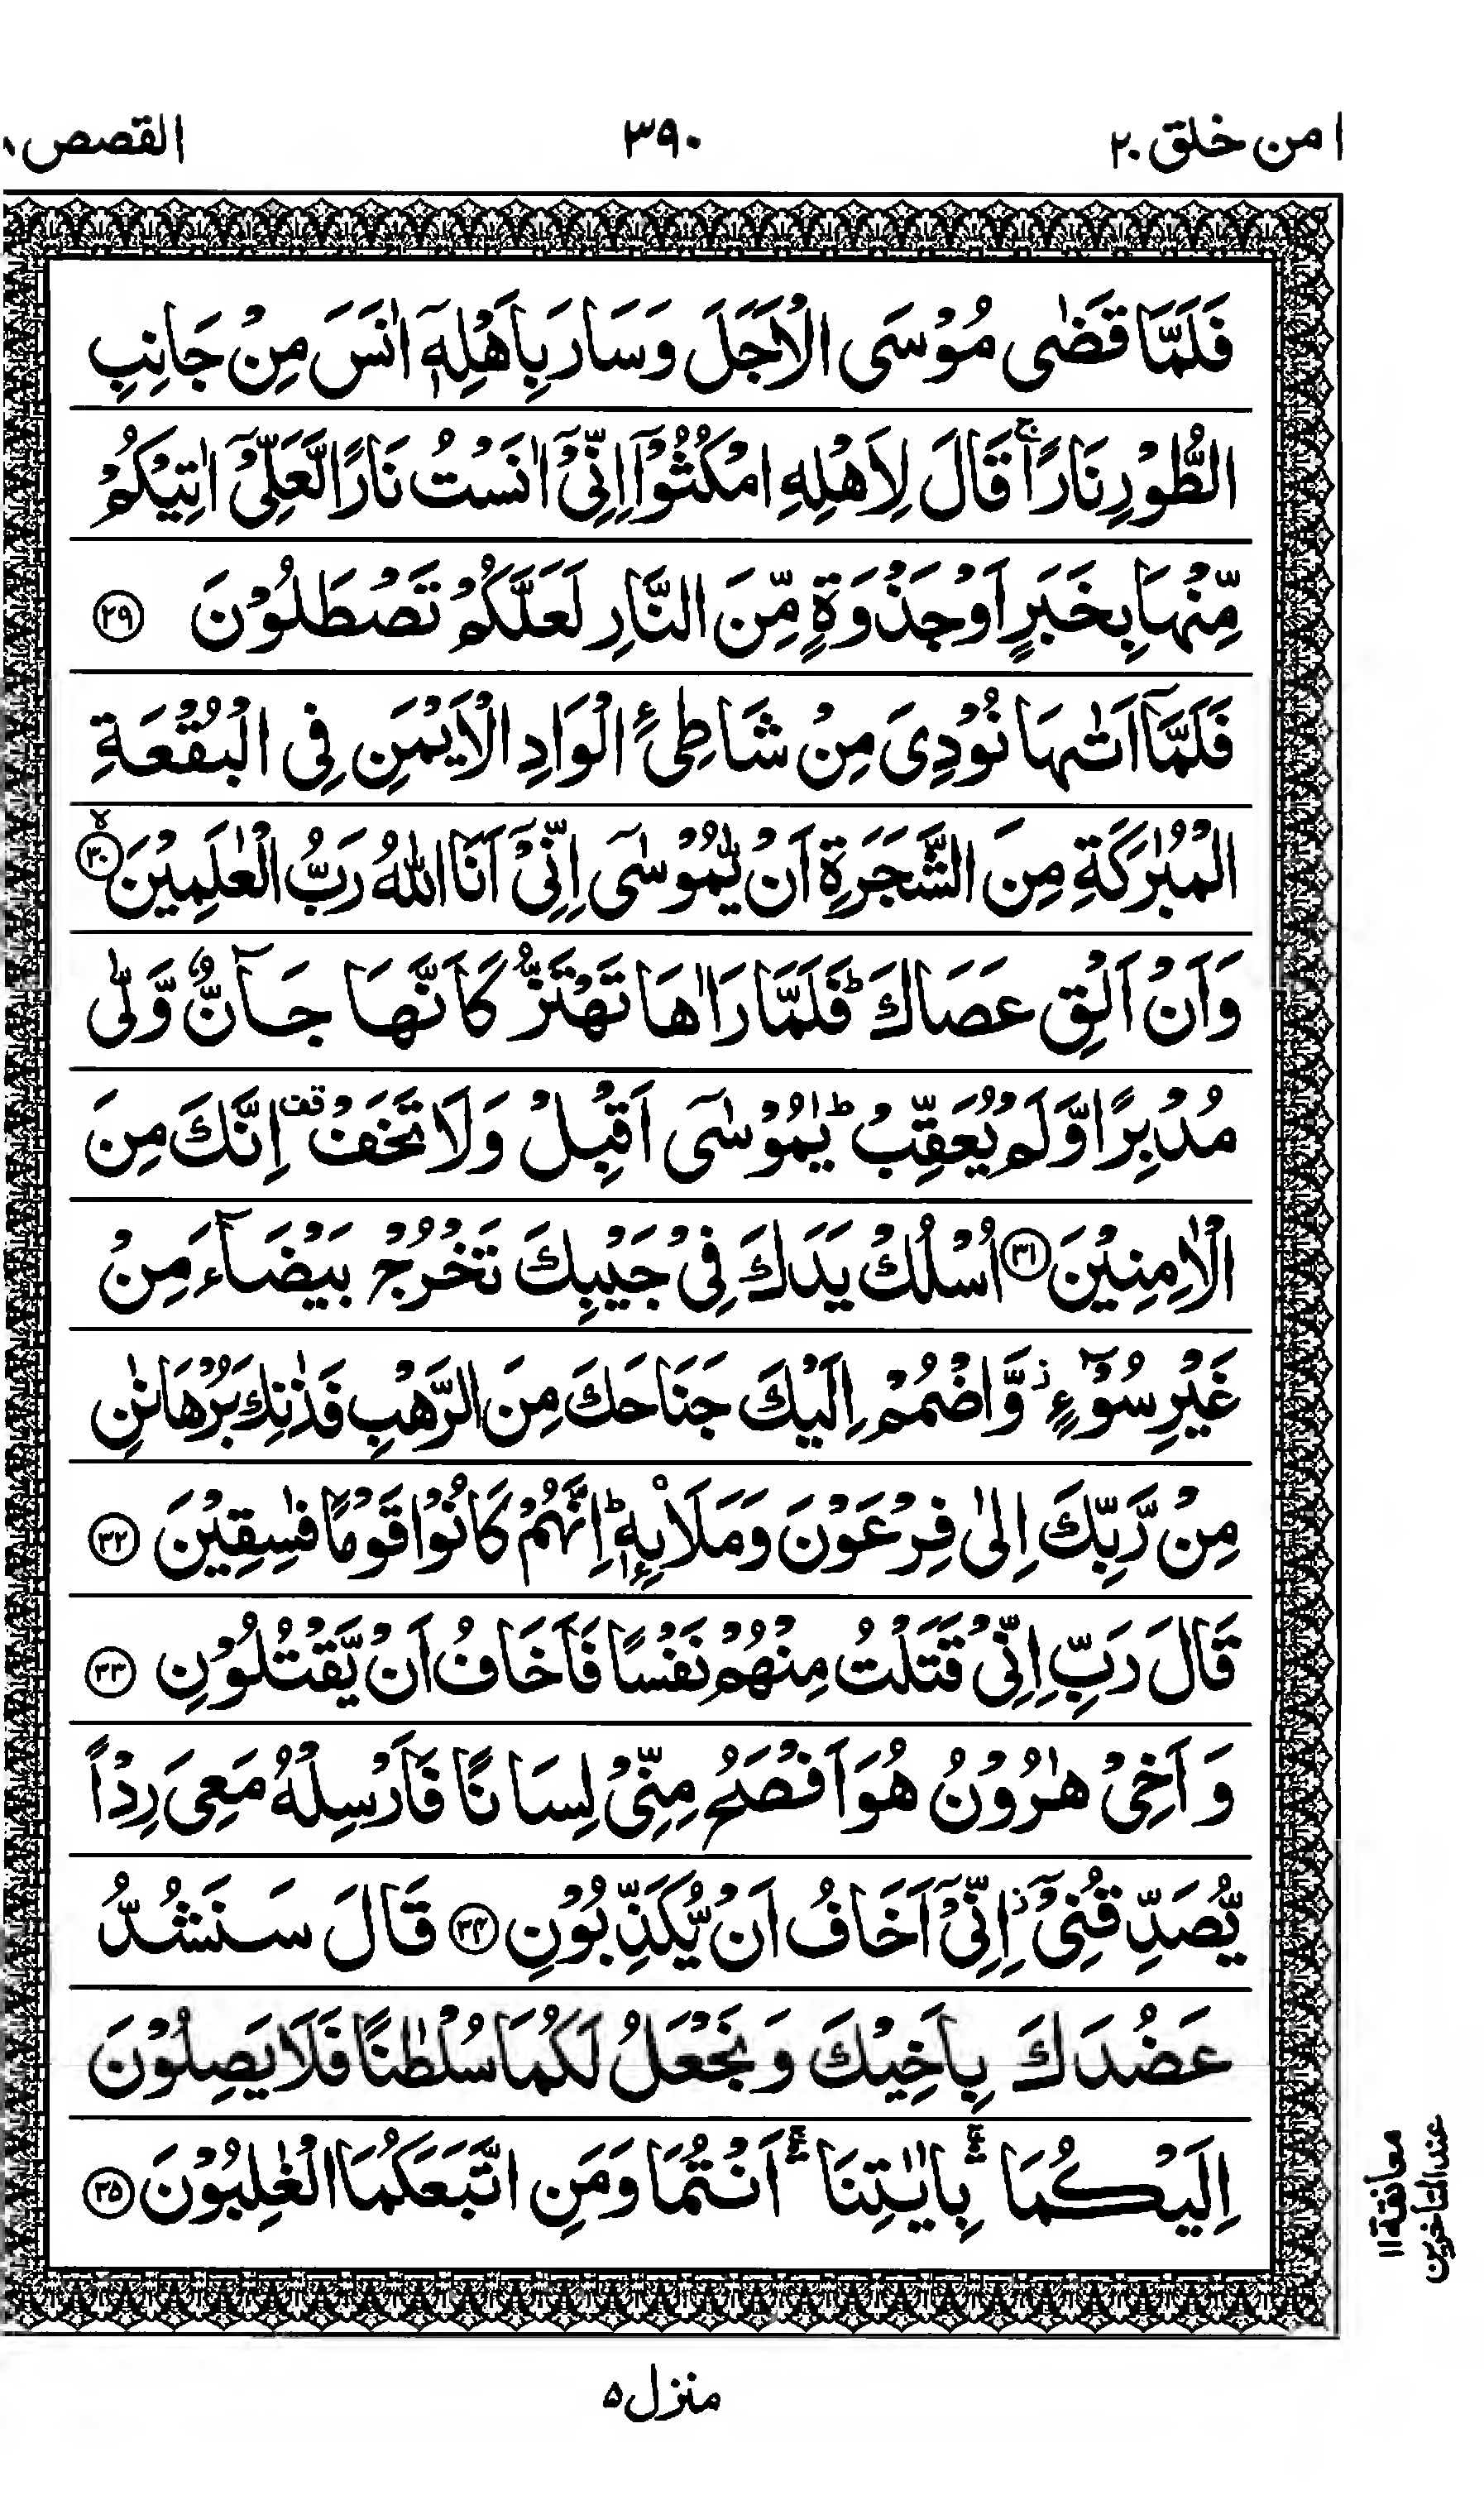 امن خلق ٢٠
٣٩٠
القصص
فَلَمَّا قَضٰى مُوْسَى الْاَجَلَ وَسَارَ بِاَهْلِهٖۤ اٰنَسَ مِنْ جَانِبِ
الطُّوْرِ نَارًاۚ قَالَ لِاَهْلِهِ امْكُثُوْۤا اِنِّیْۤ اٰنَسْتُ نَارًا لَّعَلِّیْۤ اٰتِیْكُمْ
مِّنْهَا بِخَبَرٍ اَوْ جَذْوَةٍ مِّنَ النَّارِ لَعَلَّكُمْ تَصْطَلُوْنَ ﴿٢٩﴾
فَلَمَّاۤ اَتٰىهَا نُوْدِیَ مِنْ شَاطِئِ الْوَادِ الْاَیْمَنِ فِی الْبُقْعَةِ
الْمُبٰرَكَةِ مِنَ الشَّجَرَةِ اَنْ یّٰمُوْسٰۤى اِنِّیْۤ اَنَا اللّٰهُ رَبُّ الْعٰلَمِیْنَۙ ﴿٣٠﴾
وَاَنْ اَلْقِ عَصَاكَؕ فَلَمَّا رَاٰهَا تَهْتَزُّ كَاَنَّهَا جَآنٌّ وَّلّٰى
مُدْبِرًا وَّلَمْ یُعَقِّبْؕ یٰمُوْسٰۤى اَقْبِلْ وَلَا تَخَفْ قف اِنَّكَ مِنَ
الْاٰمِنِیْنَ ﴿٣١﴾ اُسْلُكْ یَدَكَ فِیْ جَیْبِكَ تَخْرُجْ بَیْضَآءَ مِنْ
غَیْرِ سُوْٓءٍؗ وَّاضْمُمْ اِلَیْكَ جَنَاحَكَ مِنَ الرَّهْبِ فَذٰنِكَ بُرْهَانٰنِ
مِنْ رَّبِّكَ اِلٰى فِرْعَوْنَ وَمَلَا۟ئِهٖؕ اِنَّهُمْ كَانُوْا قَوْمًا فٰسِقِیْنَ ﴿٣٢﴾
قَالَ رَبِّ اِنِّیْ قَتَلْتُ مِنْهُمْ نَفْسًا فَاَخَافُ اَنْ یَّقْتُلُوْنِ ﴿٣٣﴾
وَاَخِیْ هٰرُوْنُ هُوَ اَفْصَحُ مِنِّیْ لِسَانًا فَاَرْسِلْهُ مَعِیَ رِدْاً
یُّصَدِّقُنِیْۤؗ اِنِّیْۤ اَخَافُ اَنْ یُّكَذِّبُوْنِ ﴿٣٤﴾ قَالَ سَنَشُدُّ
عَضُدَكَ بِاَخِیْكَ وَنَجْعَلُ لَكُمَا سُلْطٰنًا فَلَا یَصِلُوْنَ
اِلَیْكُمَاۛۚ بِاٰیٰتِنَاۤۛۚ اَنْتُمَا وَمَنِ اتَّبَعَكُمَا الْغٰلِبُوْنَ ﴿٣٥﴾
معانقة ١١
عند المتأخرین
منزل ٥